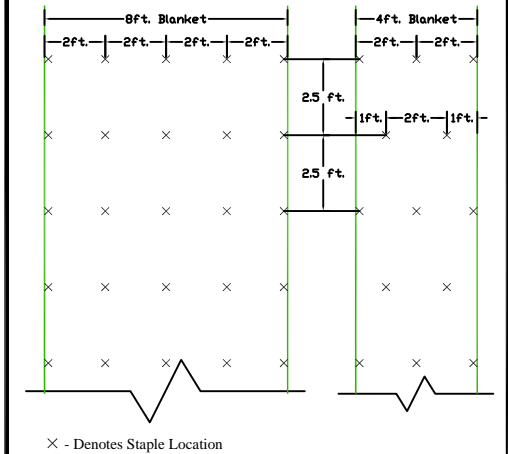 8ft. Blanket
4ft. Blanket
2ft. 2ft. 2ft. 2ft.
2ft. 2ft.
2.5 ft.
1ft. 2ft. 1ft.
2.5 ft.
× - Denotes Staple Location